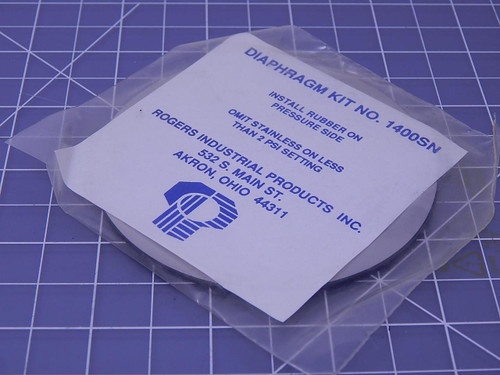 DIAPHRAGM KIT NO. 1400SN
INSTALL RUBBER ON
PRESSURE SIDE
OMIT STAINLESS ON LESS
THAN 2 PSI SETTING
ROGERS INDUSTRIAL PRODUCTS INC.
532 S. MAIN ST.
AKRON, OHIO 44311